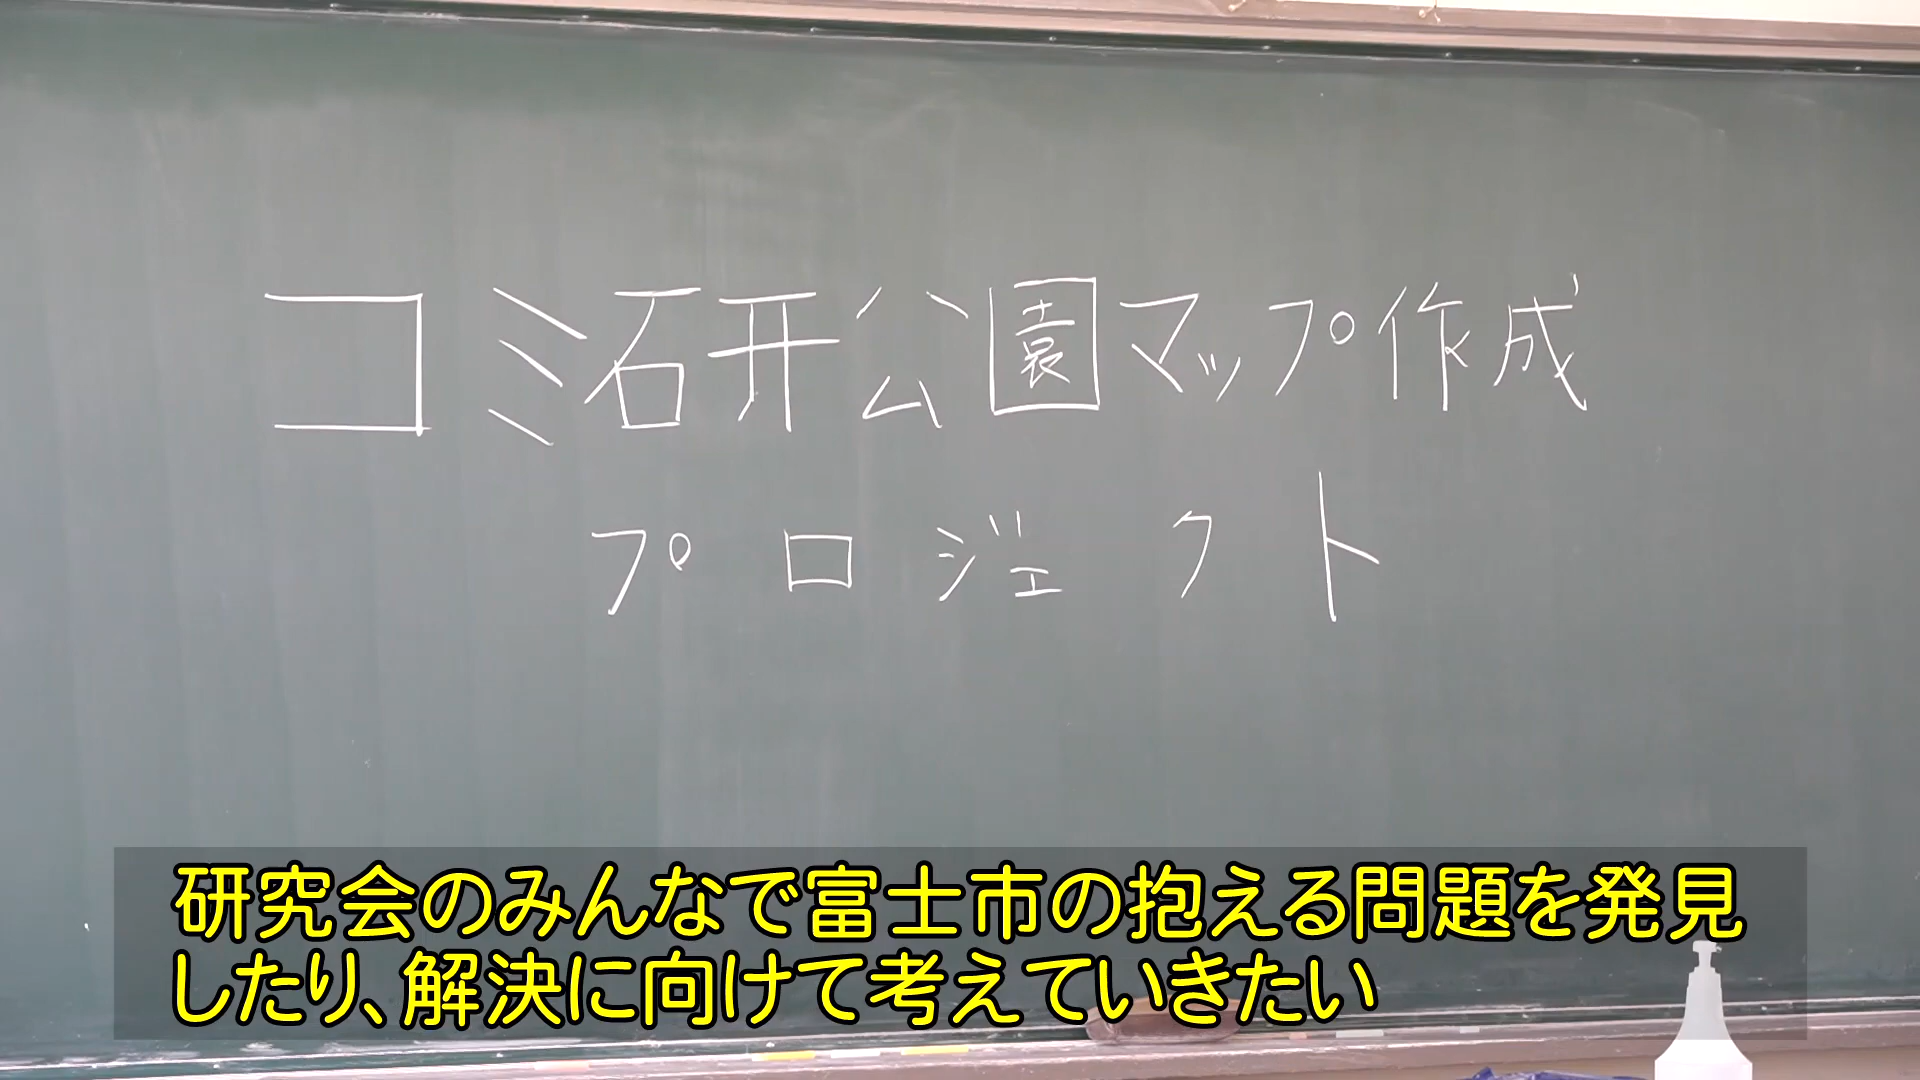 コミ研公園マップ作成
プロジェクト
研究会のみんなで富士市の抱える問題を発見
したり、解決に向けて考えていきたい